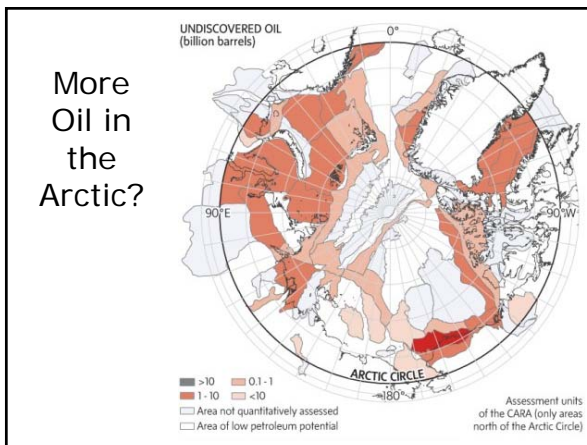 More
Oil in
the
Arctic?
UNDISCOVERED OIL
(billion barrels)
0°
90°E
90°W
ARCTIC CIRCLE
180°
>10
0.1 - 1
1 - 10
<10
Area not quantitatively assessed
Area of low petroleum potential
Assessment units
of the CARA (only areas
north of the Arctic Circle)